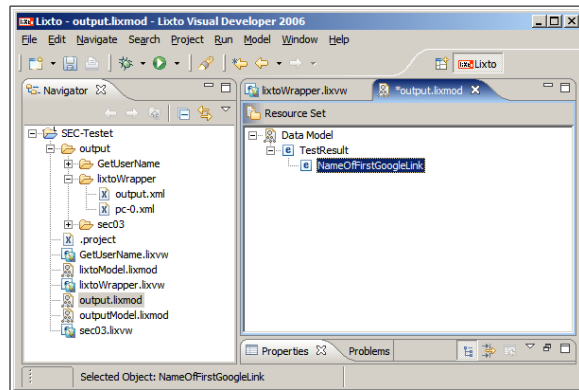 Lixto - output.lixmod - Lixto Visual Developer 2006
File Edit Navigate Search Project Run Model Window Help
Lixto
Navigator
lixtoWrapper.lixvw
*output.lixmod
Resource Set
SEC-Testet
output
GetUserName
lixtoWrapper
output.xml
pc-0.xml
sec03
.project
GetUserName.lixvw
lixtoModel.lixmod
lixtoWrapper.lixvw
output.lixmod
outputModel.lixmod
sec03.lixvw
Data Model
TestResult
NameOfFirstGoogleLink
Properties
Problems
Selected Object: NameOfFirstGoogleLink